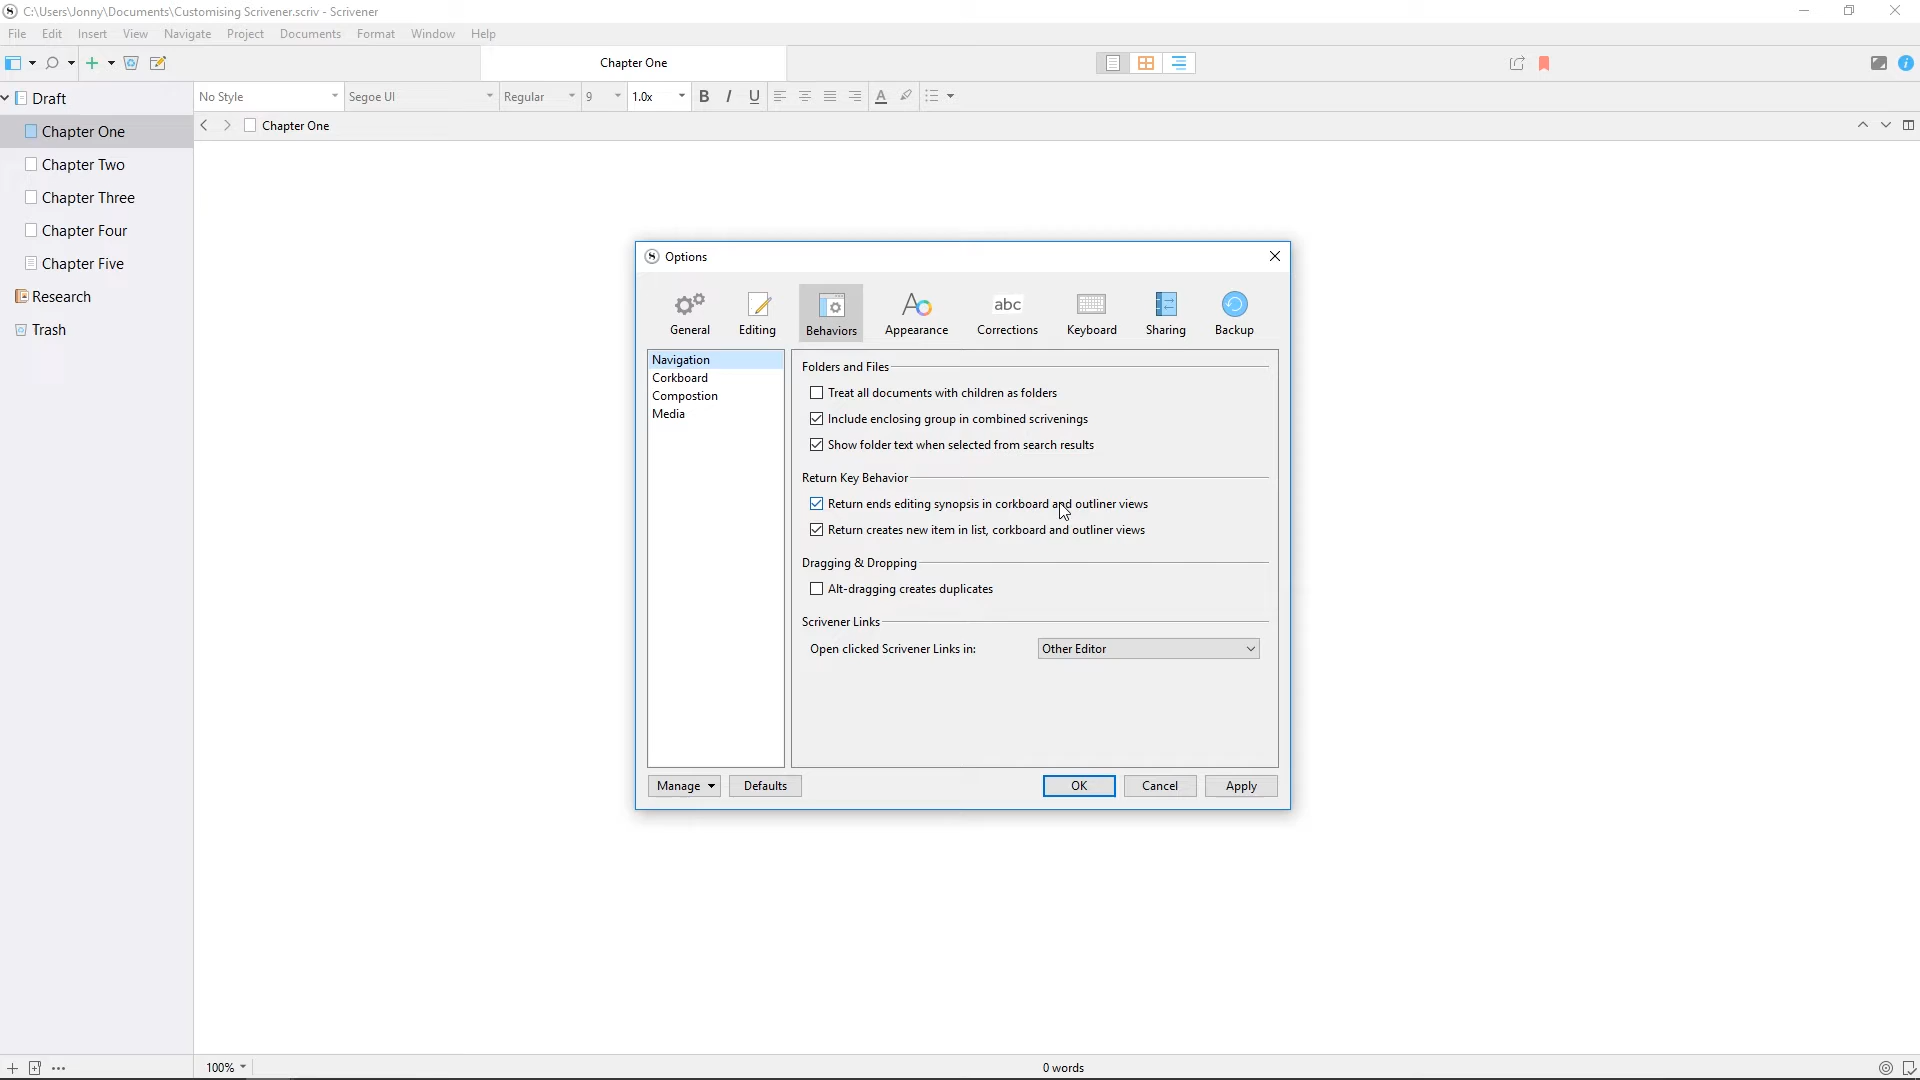 C:\Users\Jonny\Documents\Customising Scrivener.scriv - Scrivener
File Edit Insert View Navigate Project Documents Format Window Help
Chapter One
No Style Segoe UI Regular 9 1.0x B I U A
Chapter One
Draft
Chapter One
Chapter Two
Chapter Three
Chapter Four
Chapter Five
Research
Trash
Options
General Editing Behaviors Appearance abc Corrections Keyboard Sharing Backup
Navigation
Corkboard
Compostion
Media
Folders and Files
Treat all documents with children as folders
Include enclosing group in combined scrivenings
Show folder text when selected from search results
Return Key Behavior
Return ends editing synopsis in corkboard and outliner views
Return creates new item in list, corkboard and outliner views
Dragging & Dropping
Alt-dragging creates duplicates
Scrivener Links
Open clicked Scrivener Links in: Other Editor
Manage Defaults OK Cancel Apply
100% 0 words